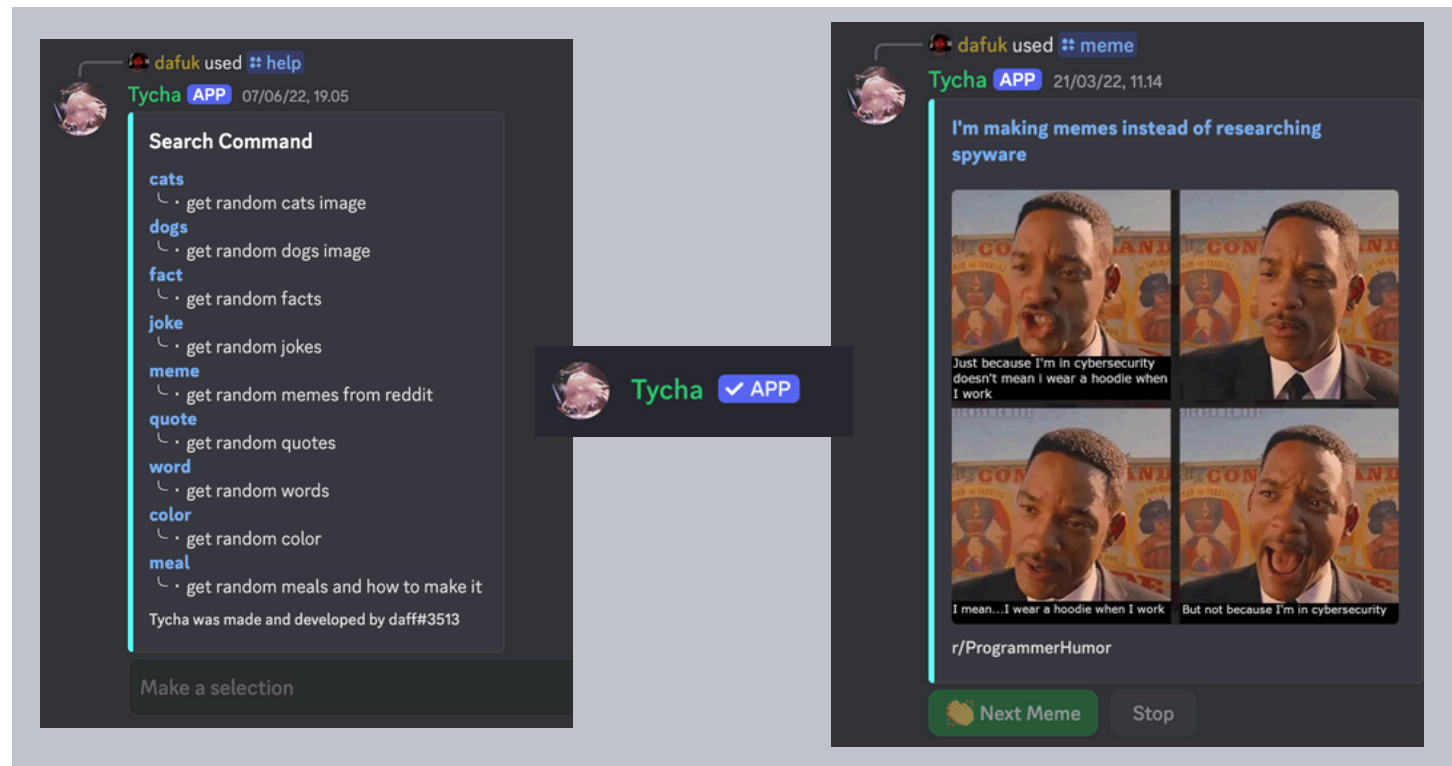 dafuk used help
Tycha APP 07/06/22, 19.05
Search Command
cats
get random cats image
dogs
get random dogs image
fact
get random facts
joke
get random jokes
meme
get random memes from reddit
quote
get random quotes
word
get random words
color
get random color
meal
get random meals and how to make it
Tycha was made and developed by daff#3513
Make a selection
Tycha APP
dafuk used meme
Tycha APP 21/03/22, 11.14
I'm making memes instead of researching
spyware
Just because I'm in cybersecurity
doesn't mean i wear a hoodie when
I work
I mean...I wear a hoodie when I work
But not because I'm in cybersecurity
r/ProgrammerHumor
Next Meme
Stop